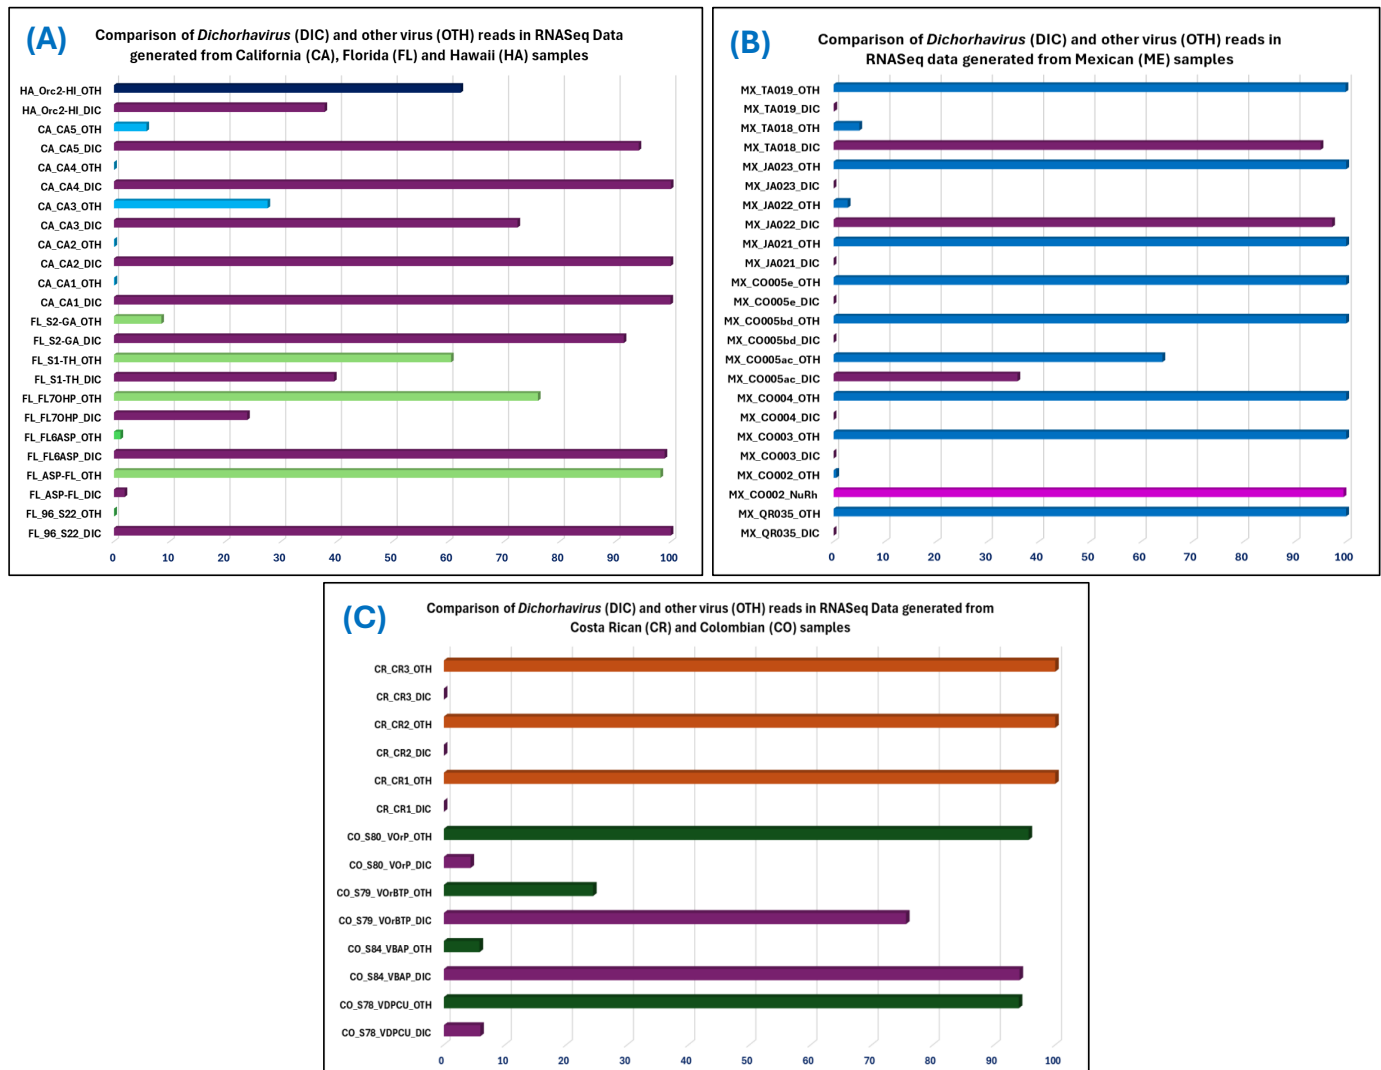 (A)
Comparison of Dichorhavirus (DIC) and other virus (OTH) reads in RNASeq Data
generated from California (CA), Florida (FL) and Hawaii (HA) samples
HA_Orc2-HI_OTH
HA_Orc2-HI_DIC
CA_CA5_OTH
CA_CA5_DIC
CA_CA4_OTH
CA_CA4_DIC
CA_CA3_OTH
CA_CA3_DIC
CA_CA2_OTH
CA_CA2_DIC
CA_CA1_OTH
CA_CA1_DIC
FL_S2-GA_OTH
FL_S2-GA_DIC
FL_S1-TH_OTH
FL_S1-TH_DIC
FL_FL7OHP_OTH
FL_FL7OHP_DIC
FL_FL6ASP_OTH
FL_FL6ASP_DIC
FL_ASP-FL_OTH
FL_ASP-FL_DIC
FL_96_S22_OTH
FL_96_S22_DIC
0 10 20 30 40 50 60 70 80 90 100
(B)
Comparison of Dichorhavirus (DIC) and other virus (OTH) reads in
RNASeq data generated from Mexican (ME) samples
MX_TA019_OTH
MX_TA019_DIC
MX_TA018_OTH
MX_TA018_DIC
MX_JA023_OTH
MX_JA023_DIC
MX_JA022_OTH
MX_JA022_DIC
MX_JA021_OTH
MX_JA021_DIC
MX_CO005e_OTH
MX_CO005e_DIC
MX_CO005bd_OTH
MX_CO005bd_DIC
MX_CO005ac_OTH
MX_CO005ac_DIC
MX_CO004_OTH
MX_CO004_DIC
MX_CO003_OTH
MX_CO003_DIC
MX_CO002_OTH
MX_CO002_NuRh
MX_QR035_OTH
MX_QR035_DIC
0 10 20 30 40 50 60 70 80 90 100
(C)
Comparison of Dichorhavirus (DIC) and other virus (OTH) reads in RNASeq Data generated from
Costa Rican (CR) and Colombian (CO) samples
CR_CR3_OTH
CR_CR3_DIC
CR_CR2_OTH
CR_CR2_DIC
CR_CR1_OTH
CR_CR1_DIC
CO_S80_VOrP_OTH
CO_S80_VOrP_DIC
CO_S79_VOrBTP_OTH
CO_S79_VOrBTP_DIC
CO_S84_VBAP_OTH
CO_S84_VBAP_DIC
CO_S78_VDPCU_OTH
CO_S78_VDPCU_DIC
0 10 20 30 40 50 60 70 80 90 100